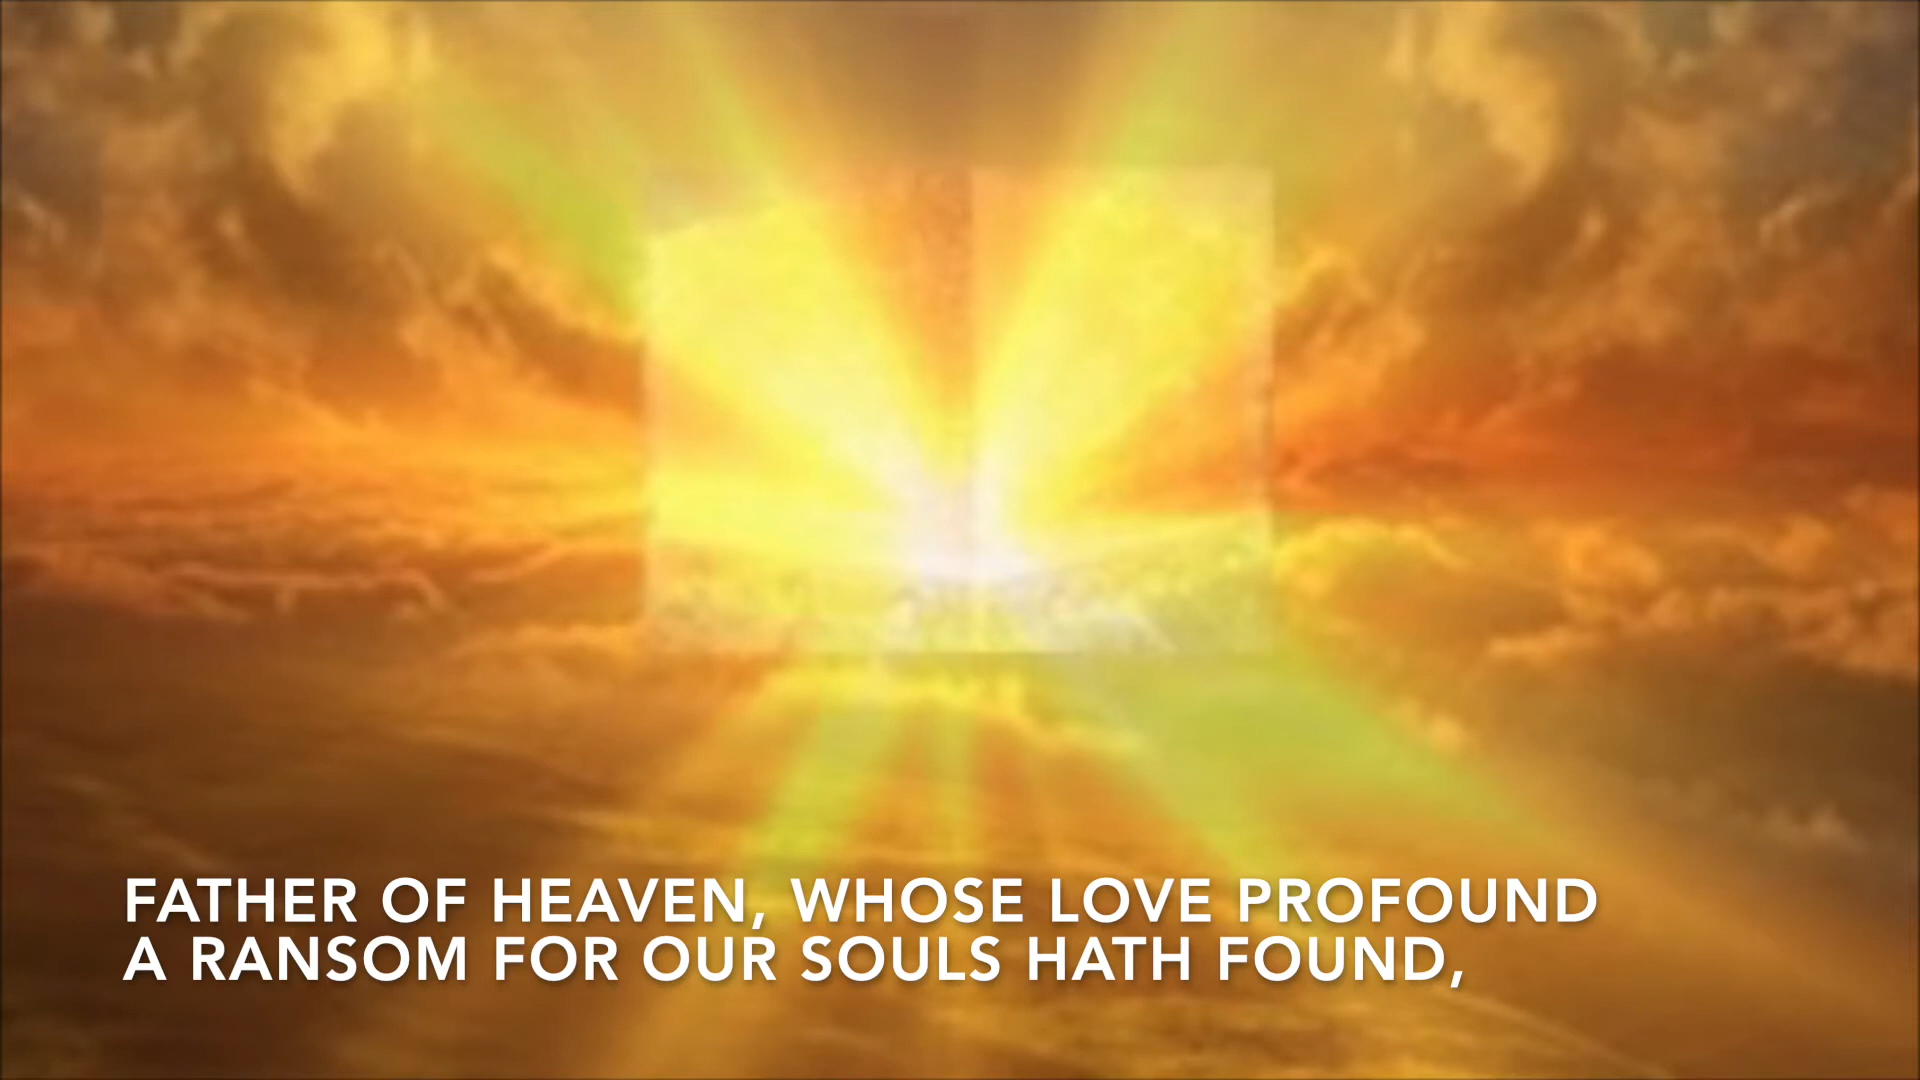 FATHER OF HEAVEN, WHOSE LOVE PROFOUND
A RANSOM FOR OUR SOULS HATH FOUND,